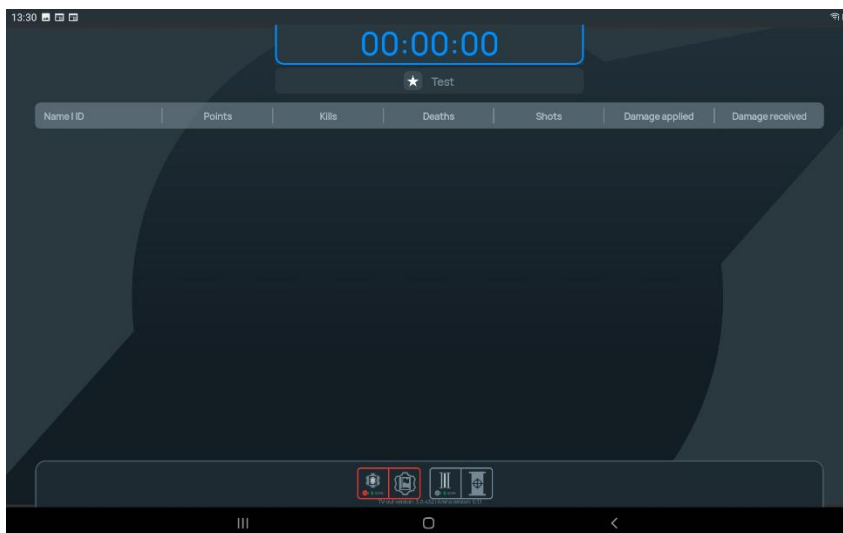 13:30
00:00:00
Test
Name | ID Points Kills Deaths Shots Damage applied Damage received